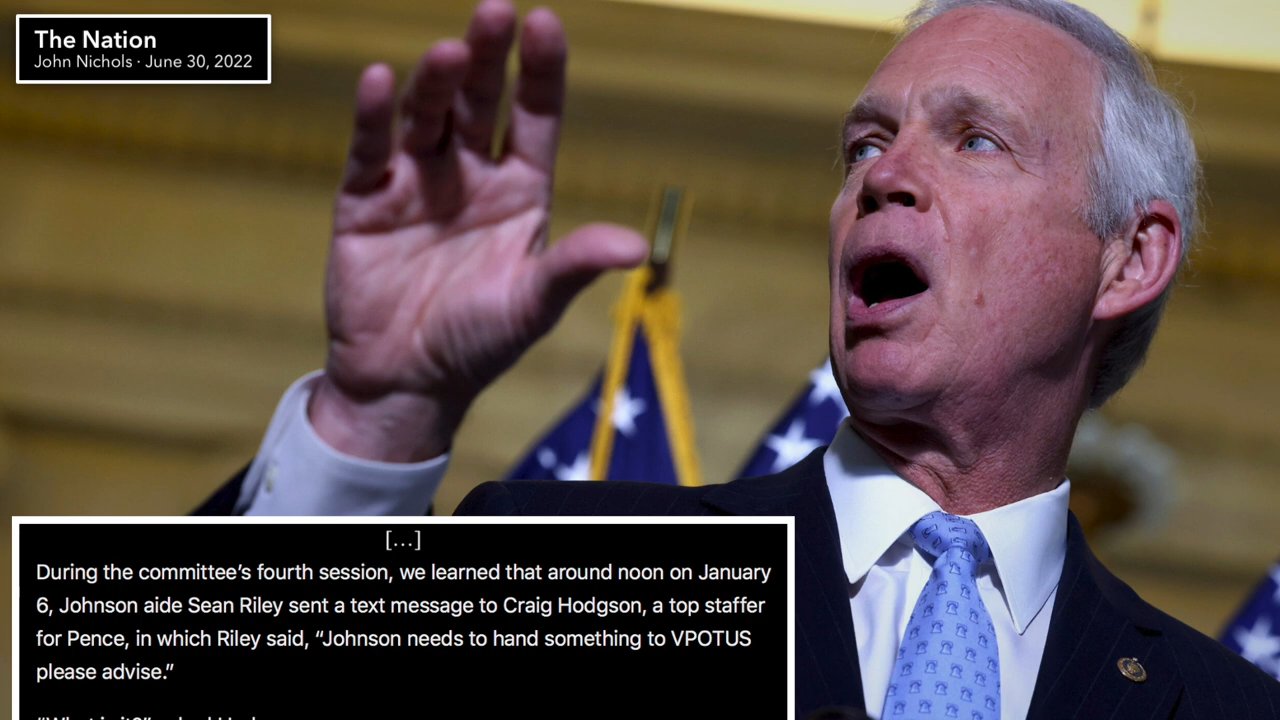 The Nation
John Nichols · June 30, 2022
[…]
During the committee’s fourth session, we learned that around noon on January
6, Johnson aide Sean Riley sent a text message to Craig Hodgson, a top staffer
for Pence, in which Riley said, “Johnson needs to hand something to VPOTUS
please advise.”